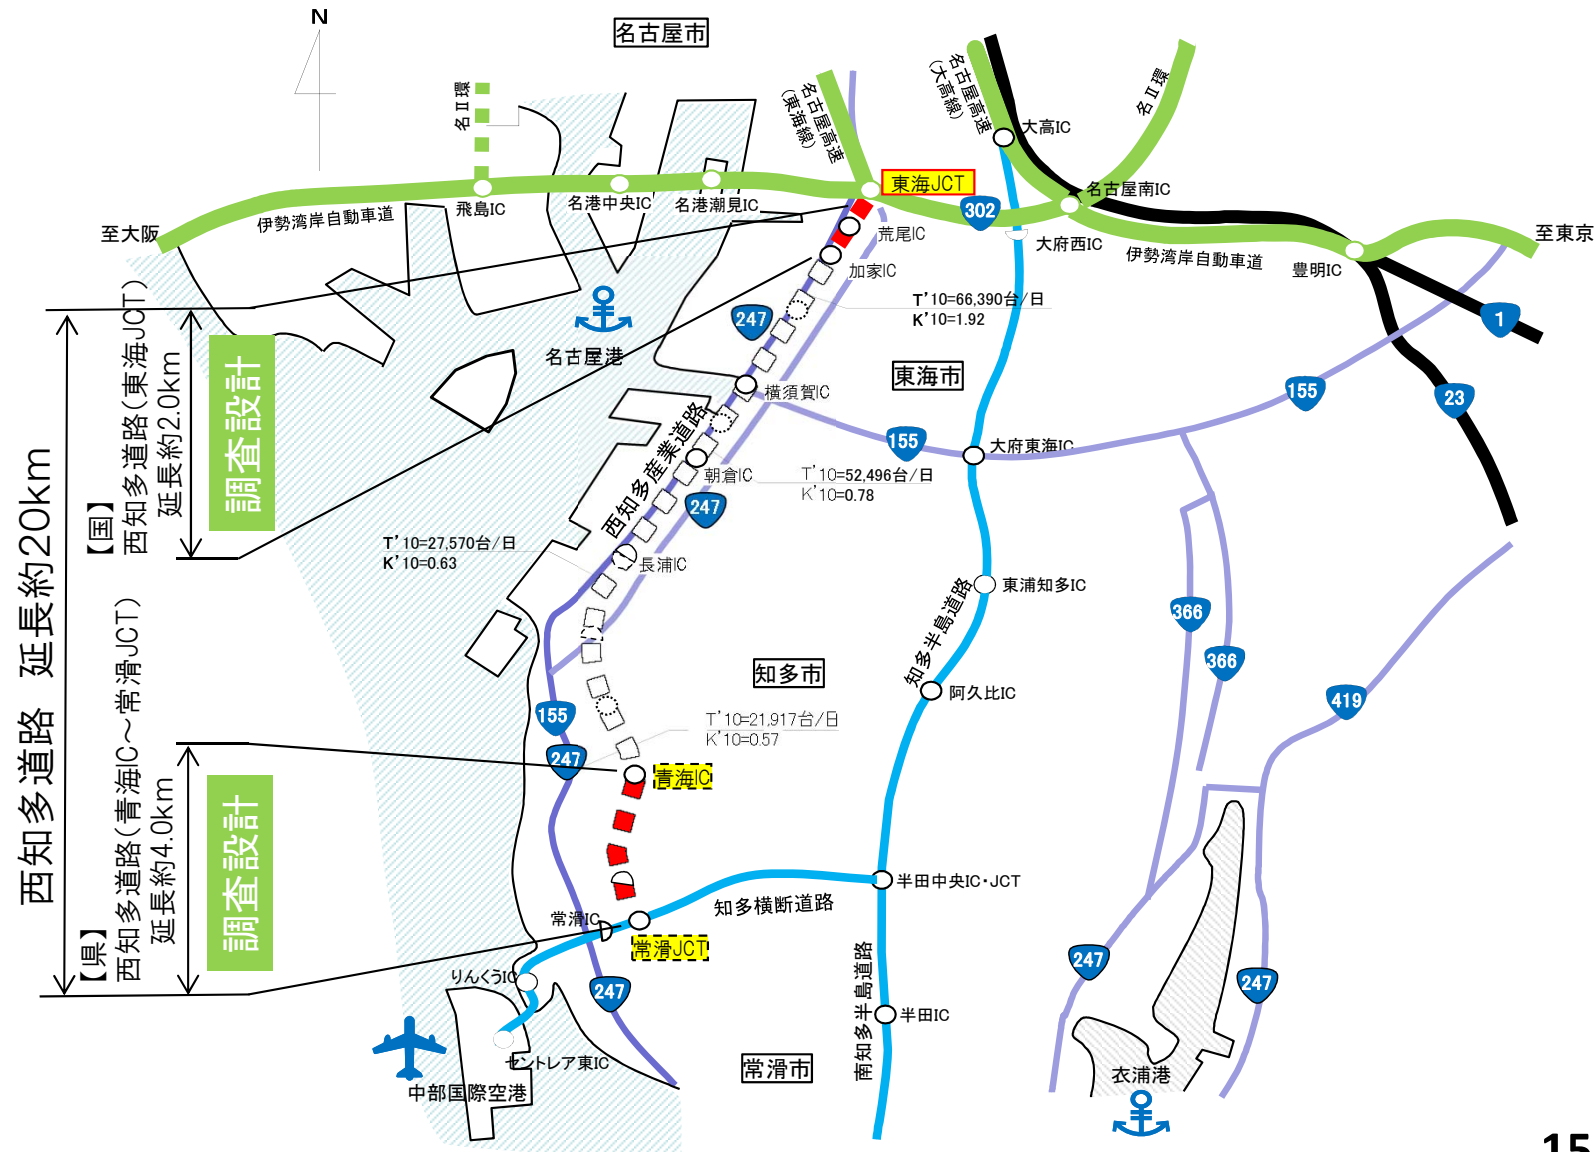 N
名古屋市
名Ⅱ環
名古屋高速
(東海線)
名古屋高速
(大高線)
名Ⅱ環
大高IC
東海JCT
名古屋南IC
飛島IC
名港中央IC
名港潮見IC
302
伊勢湾岸自動車道
至大阪
荒尾IC
大府西IC
伊勢湾岸自動車道
至東京
豊明IC
加家IC
T'10=66,390台/日
K'10=1.92
247
1
名古屋港
東海市
横須賀IC
155
23
155
大府東海IC
西知多産業道路
朝倉IC
T'10=52,496台/日
K'10=0.78
247
T'10=27,570台/日
K'10=0.63
長浦IC
東浦知多IC
知多半島道路
366
366
知多市
阿久比IC
419
155
T'10=21,917台/日
K'10=0.57
247
青海IC
半田中央IC・JCT
知多横断道路
常滑IC
常滑JCT
りんくうIC
247
南知多半島道路
半田IC
247
247
セントレア東IC
中部国際空港
常滑市
衣浦港
西知多道路 延長約20km
【国】
西知多道路(東海JCT)
延長約2.0km
調査設計
【県】
西知多道路(青海IC~常滑JCT)
延長約4.0km
調査設計
15